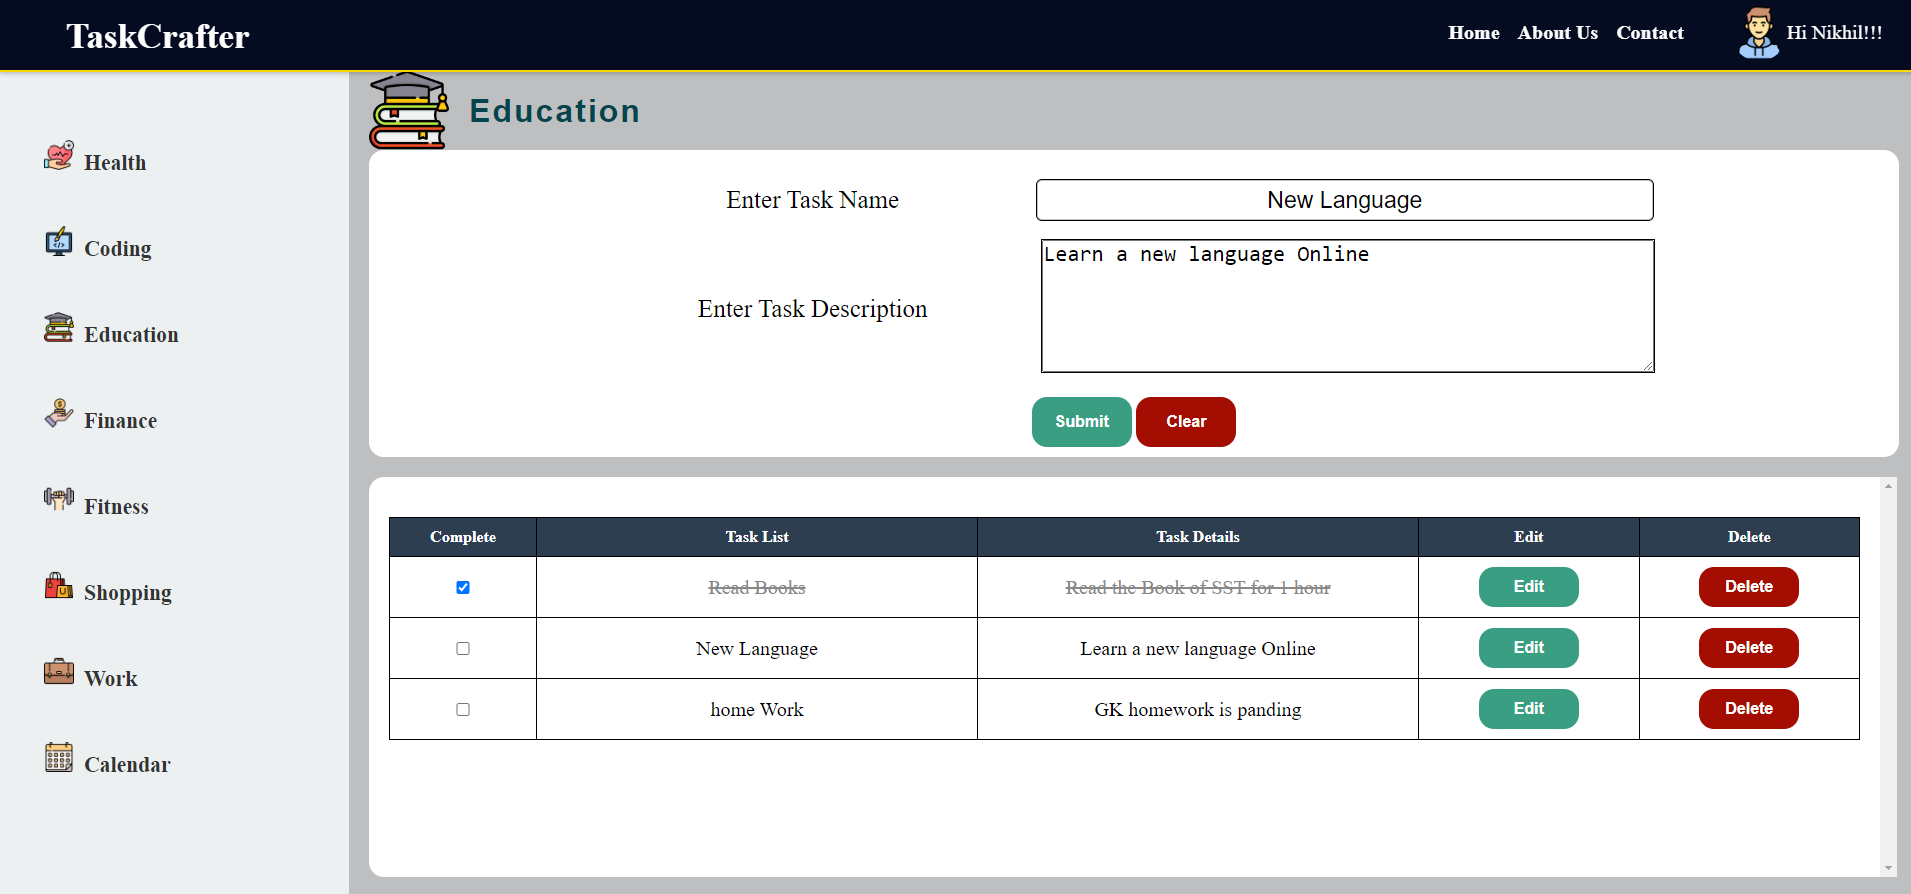 TaskCrafter
Home About Us Contact Hi Nikhil!!!
Health
Coding
Education
Finance
Fitness
Shopping
Work
Calendar
Education
Enter Task Name New Language
Enter Task Description Learn a new language Online
Submit Clear
Complete Task List Task Details Edit Delete
Read Books Read the Book of SST for 1 hour Edit Delete
New Language Learn a new language Online Edit Delete
home Work GK homework is panding Edit Delete